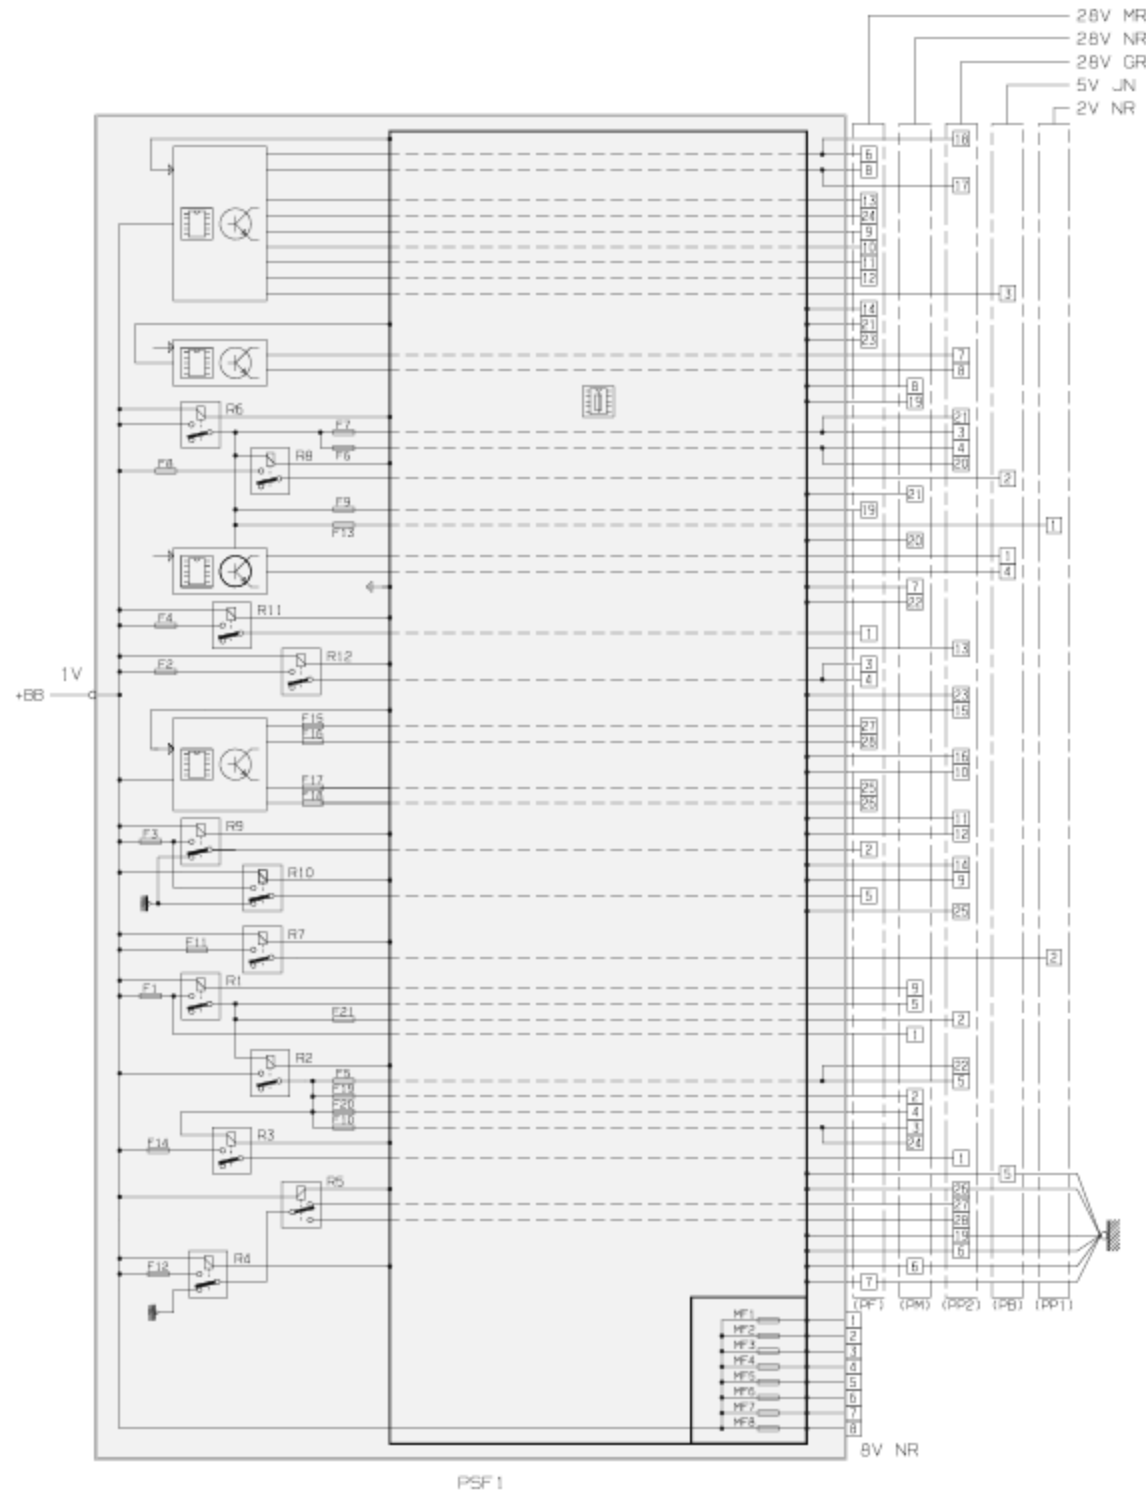 28V MR
28V NR
28V GR
5V JN
2V NR
18
6
8
17
13
24
9
10
11
12
3
14
21
23
7
8
8
R6
19
F7
21
3
F6
4
R8
20
F8
2
21
F9
19
F13
1
20
1
4
7
R11
22
F4
1
13
R12
F2
3
4
1V
+BB
23
15
F15
27
F16
28
16
10
F17
25
F18
26
11
R9
12
F3
2
14
R10
9
5
25
R7
F11
2
R1
9
F1
5
F21
2
1
R2
22
F5
5
F19
2
F20
4
F10
3
R3
24
F14
1
5
R5
26
27
28
19
6
R4
6
F12
7
(PF) (PM) (PP2) (PB) (PP1)
MF1 1
MF2 2
MF3 3
MF4 4
MF5 5
MF6 6
MF7 7
MF8 8
8V NR
PSF1